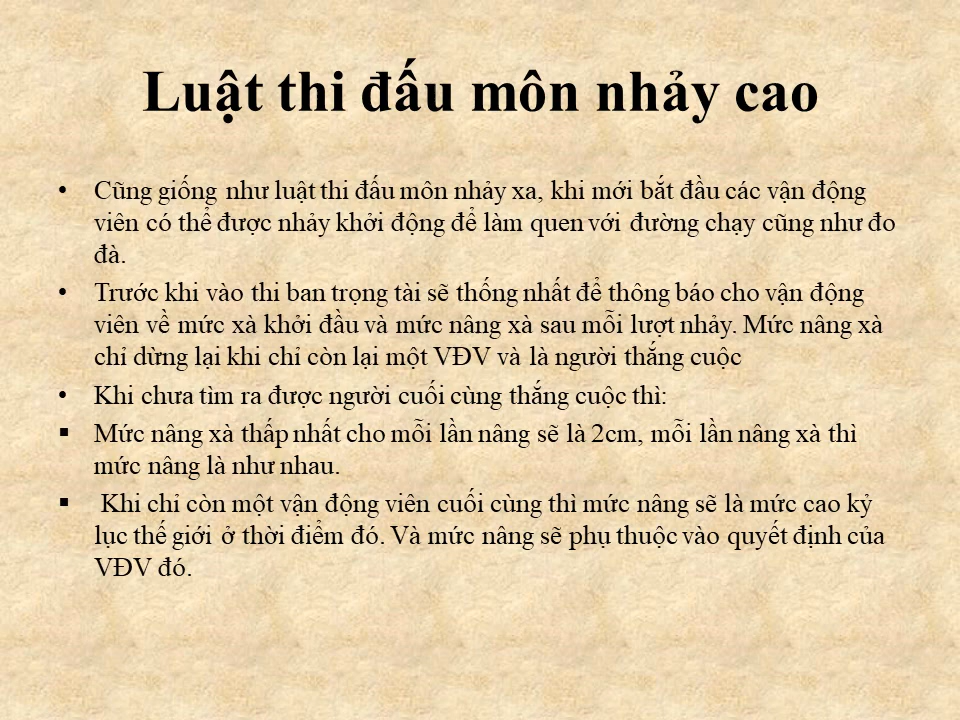 Luật thi đấu môn nhảy cao
• Cũng giống như luật thi đấu môn nhảy xa, khi mới bắt đầu các vận động
viên có thể được nhảy khởi động để làm quen với đường chạy cũng như đo
đà.
• Trước khi vào thi ban trọng tài sẽ thống nhất để thông báo cho vận động
viên về mức xà khởi đầu và mức nâng xà sau mỗi lượt nhảy. Mức nâng xà
chỉ dừng lại khi chỉ còn lại một VĐV và là người thắng cuộc
• Khi chưa tìm ra được người cuối cùng thắng cuộc thì:
▪ Mức nâng xà thấp nhất cho mỗi lần nâng sẽ là 2cm, mỗi lần nâng xà thì
mức nâng là như nhau.
▪ Khi chỉ còn một vận động viên cuối cùng thì mức nâng sẽ là mức cao kỷ
lục thế giới ở thời điểm đó. Và mức nâng sẽ phụ thuộc vào quyết định của
VĐV đó.